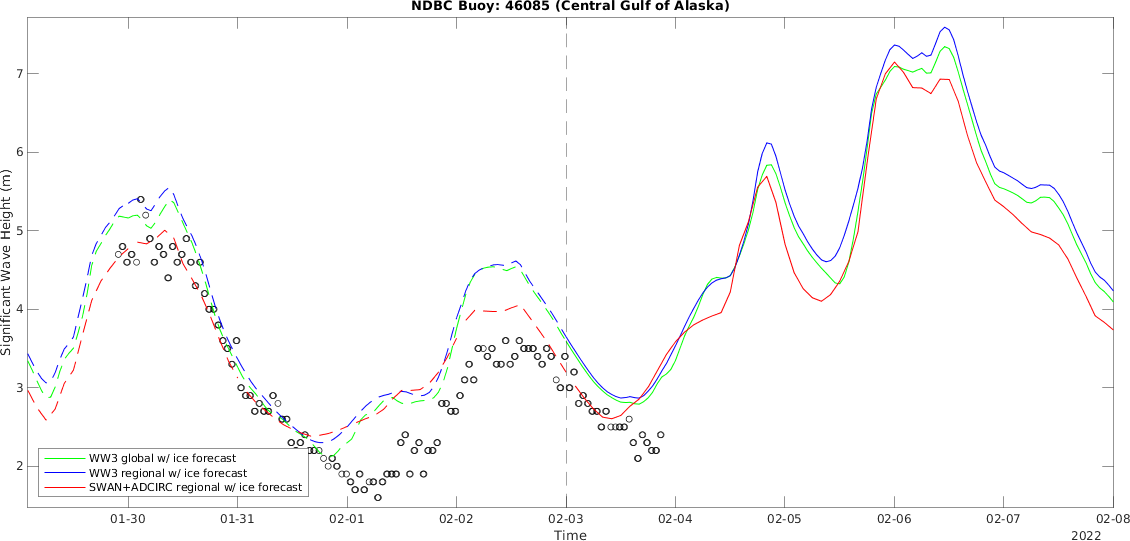 NDBC Buoy: 46085 (Central Gulf of Alaska)
Significant Wave Height (m)
7
6
5
4
3
2
WW3 global w/ ice forecast
WW3 regional w/ ice forecast
SWAN+ADCIRC regional w/ ice forecast
01-30 01-31 02-01 02-02 02-03 02-04 02-05 02-06 02-07 02-08
Time
2022